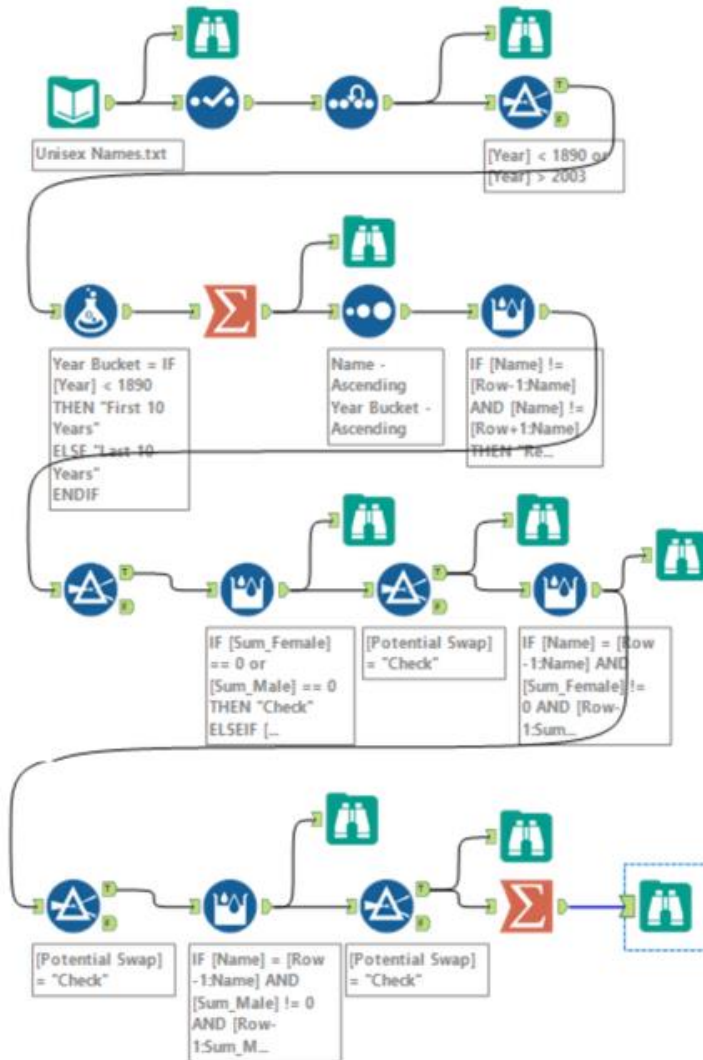 Unisex Names.txt
T
F
[Year] < 1890 or
[Year] > 2003
Year Bucket = IF
[Year] < 1890
THEN "First 10
Years"
ELSE "Last 10
Years"
ENDIF
Name -
Ascending
Year Bucket -
Ascending
IF [Name] !=
[Row-1:Name]
AND [Name] !=
[Row+1:Name]
THEN "Re...
T
F
IF [Sum_Female]
== 0 or
[Sum_Male] == 0
THEN "Check"
ELSEIF [...
T
F
[Potential Swap]
= "Check"
IF [Name] = [Row
-1:Name] AND
[Sum_Female] !=
0 AND [Row-
1:Sum...
T
F
[Potential Swap]
= "Check"
IF [Name] = [Row
-1:Name] AND
[Sum_Male] != 0
AND [Row-
1:Sum_M...
T
F
[Potential Swap]
= "Check"